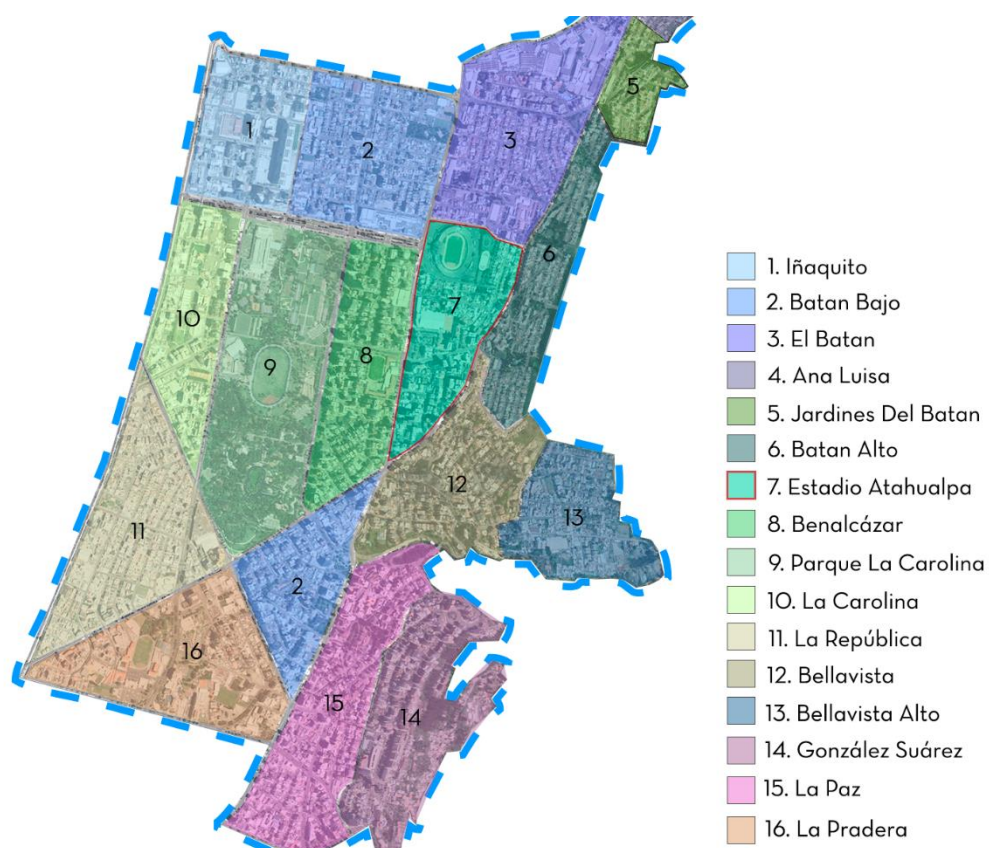 1
2
3
5
6
7
8
9
10
11
12
13
2
16
15
14
1. Iñaquito
2. Batan Bajo
3. El Batan
4. Ana Luisa
5. Jardines Del Batan
6. Batan Alto
7. Estadio Atahualpa
8. Benalcázar
9. Parque La Carolina
10. La Carolina
11. La República
12. Bellavista
13. Bellavista Alto
14. González Suárez
15. La Paz
16. La Pradera